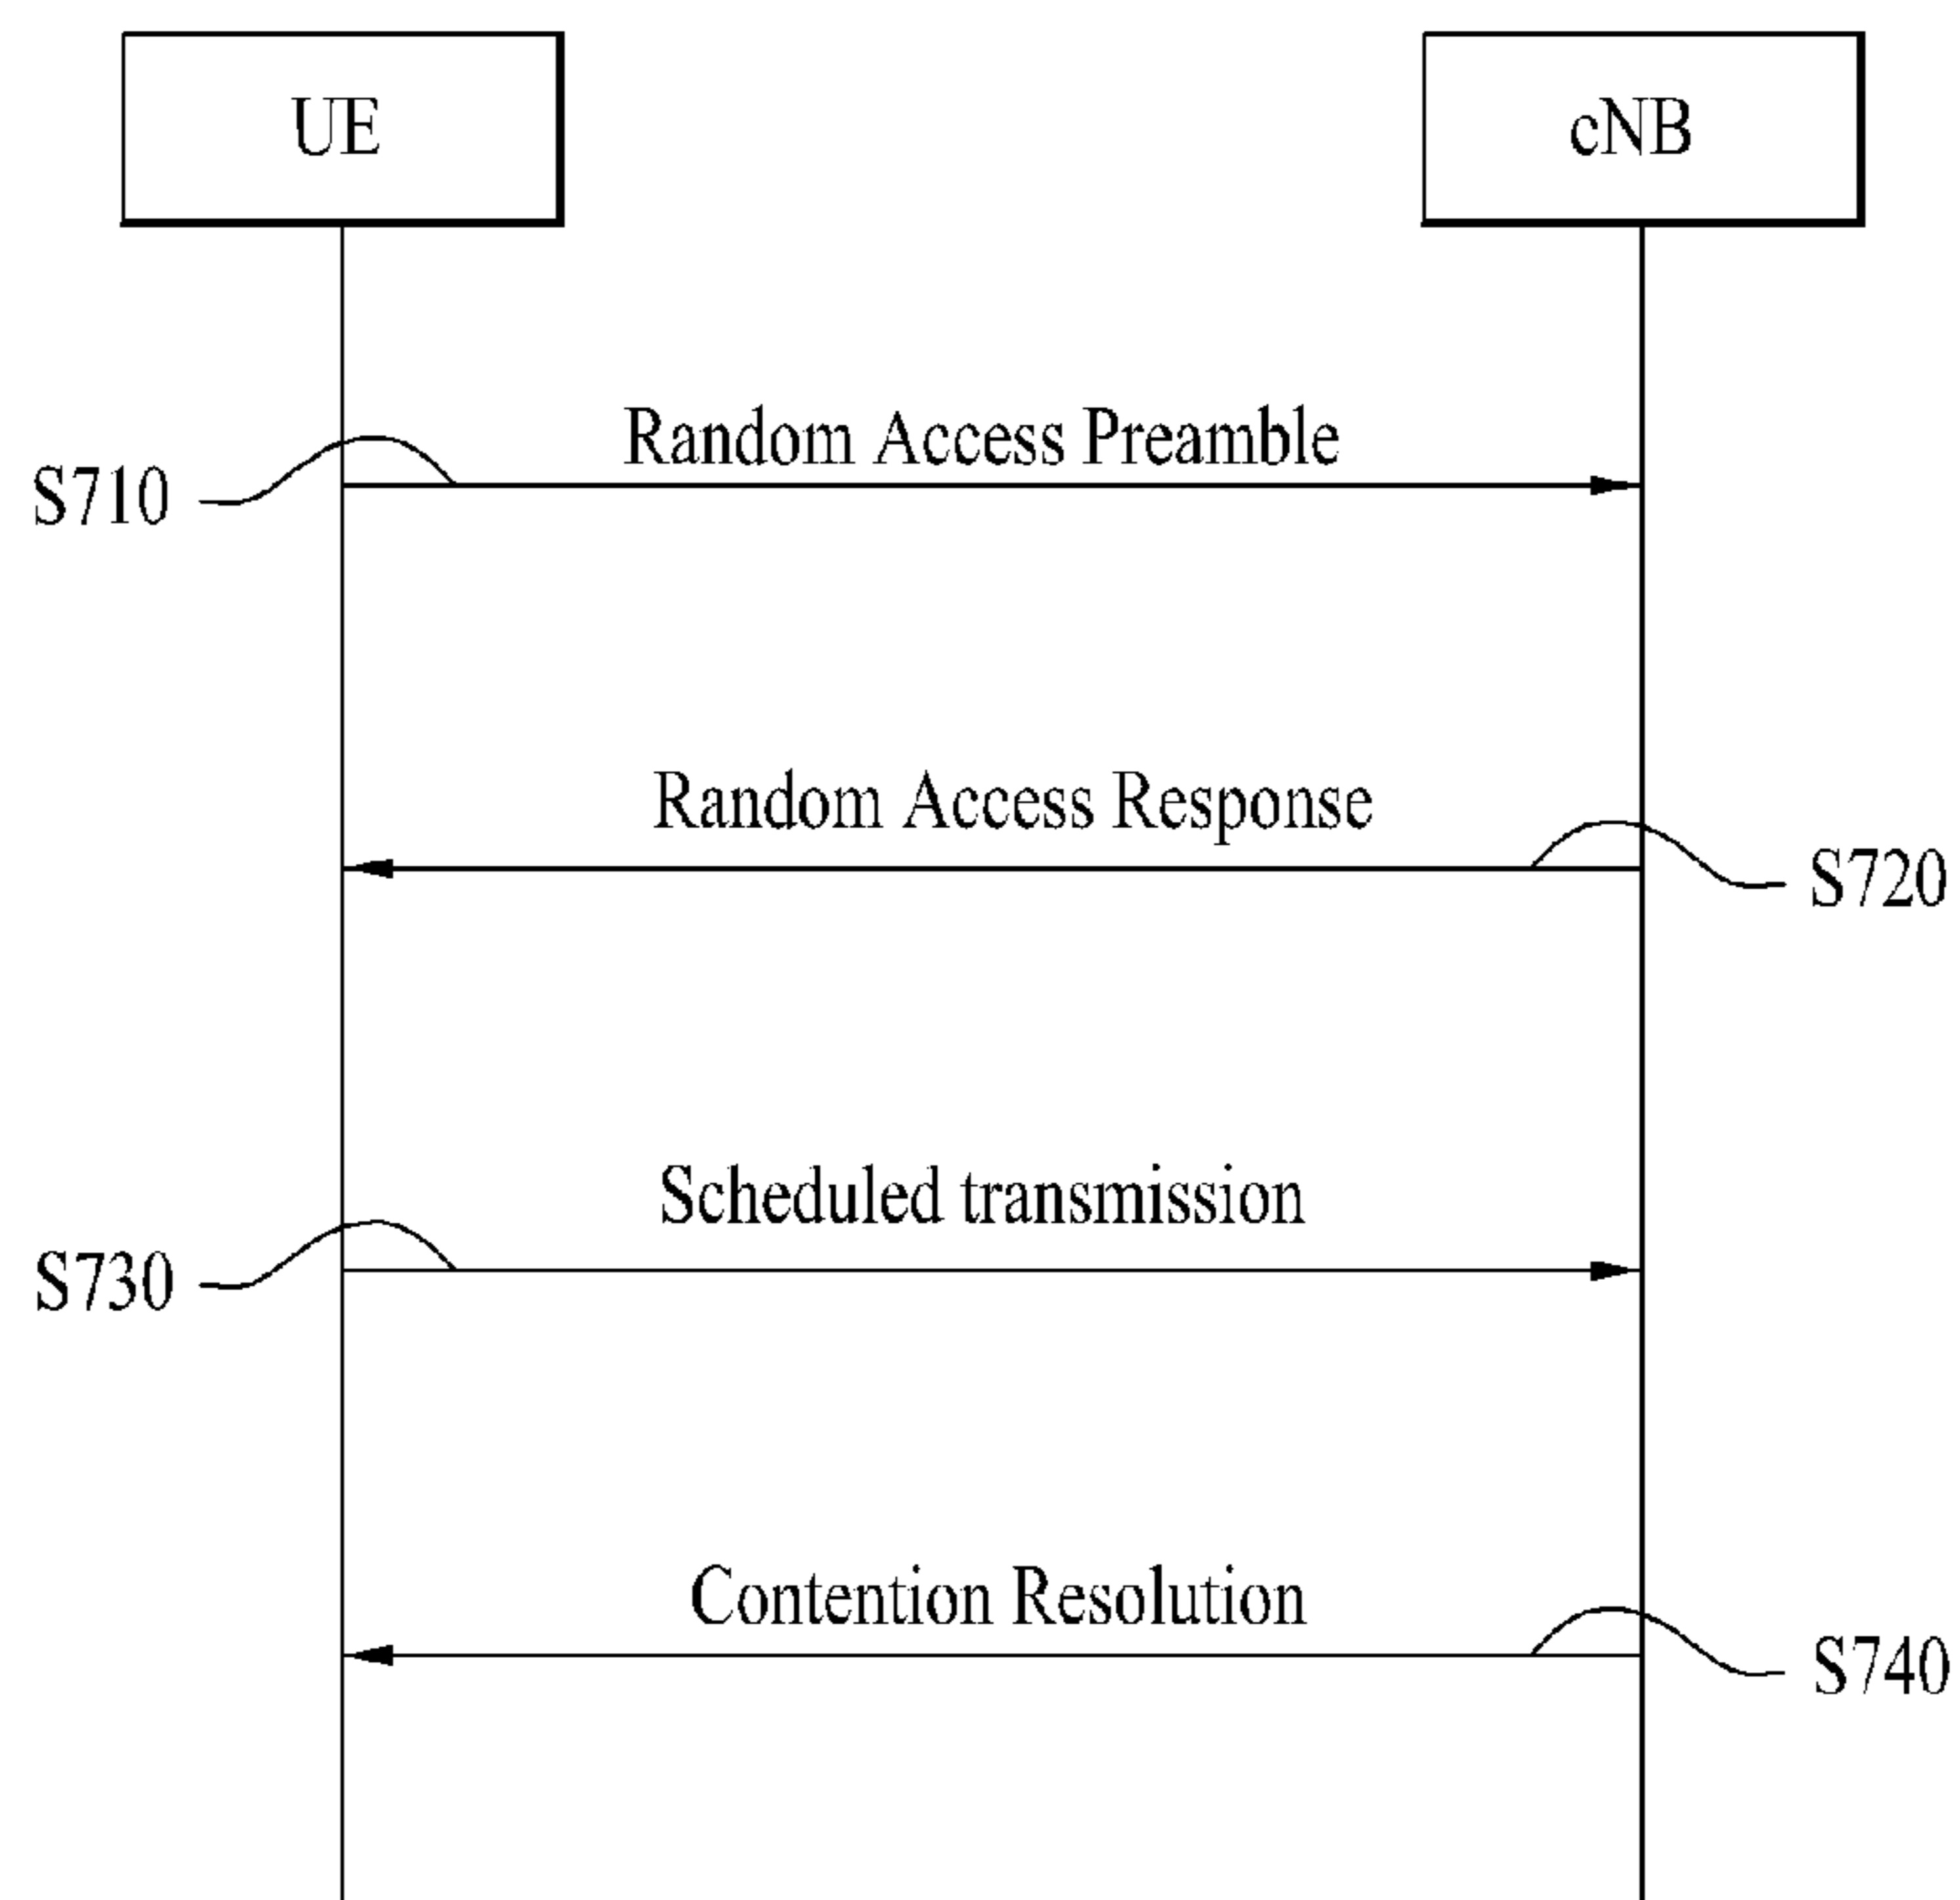 UE
cNB
Random Access Preamble
S710
Random Access Response
S720
Scheduled transmission
S730
Contention Resolution
S740